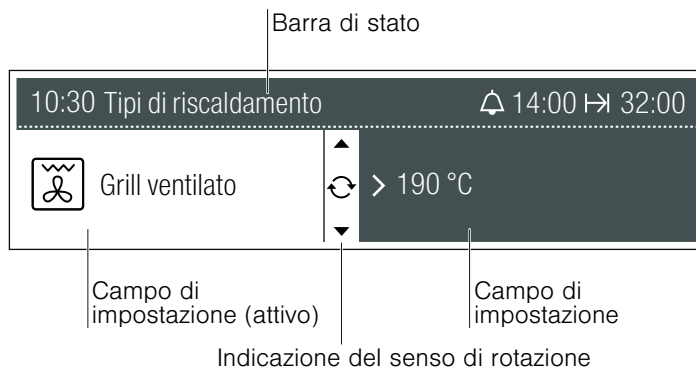 Barra di stato
10:30 Tipi di riscaldamento 14:00 32:00
Grill ventilato > 190 °C
Campo di
impostazione (attivo)
Campo di
impostazione
Indicazione del senso di rotazione